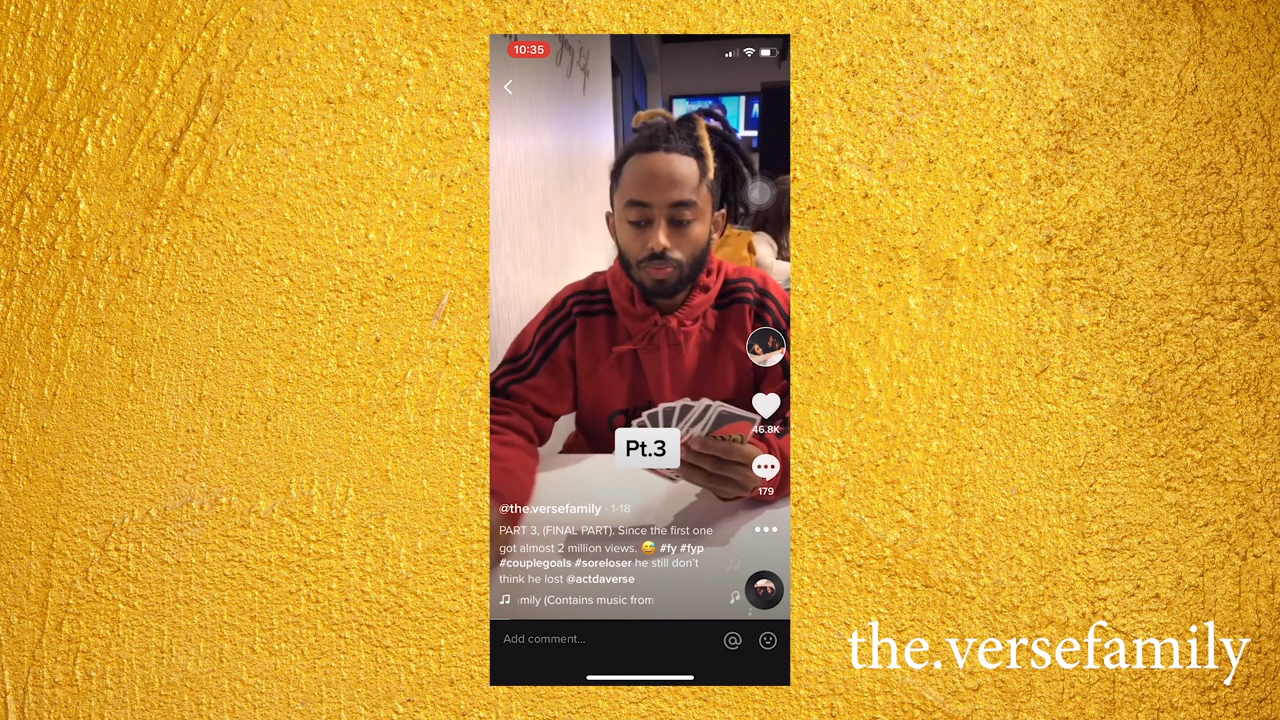 10:35
Pt.3
46.8K
179
@the.versefamily · 1-18
PART 3, (FINAL PART). Since the first one
got almost 2 million views. 😅 #fy #fyp
#couplegoals #soreloser he still don't
think he lost @actdaverse
mily (Contains music from
Add comment...
the.versefamily